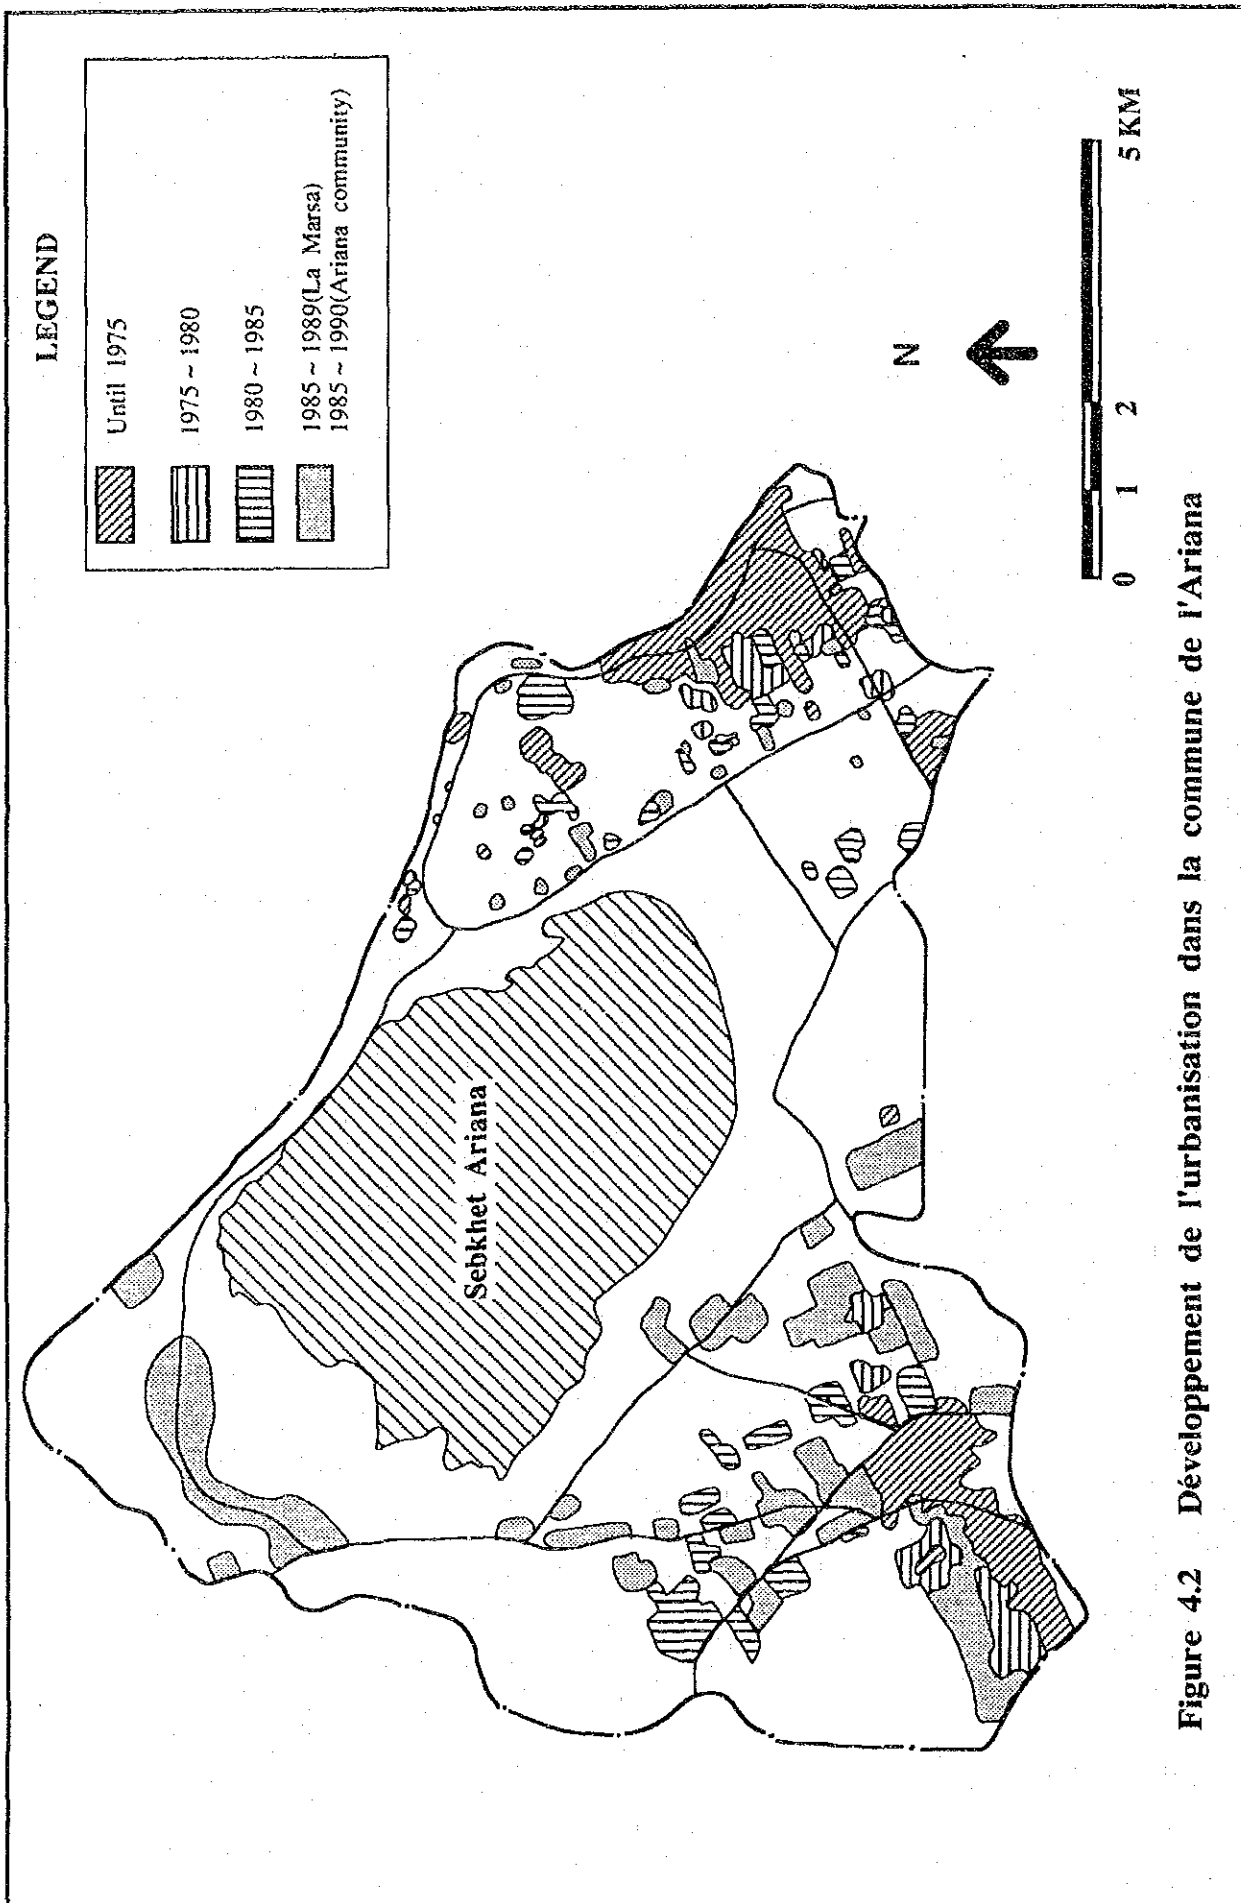 LEGEND
Until 1975
1975 ~ 1980
1980 ~ 1985
1985 ~ 1989(La Marsa)
1985 ~ 1990(Ariana community)
Sebkhet Ariana
N
0 1 2 5 KM
Figure 4.2 Développement de l'urbanisation dans la commune de l'Ariana